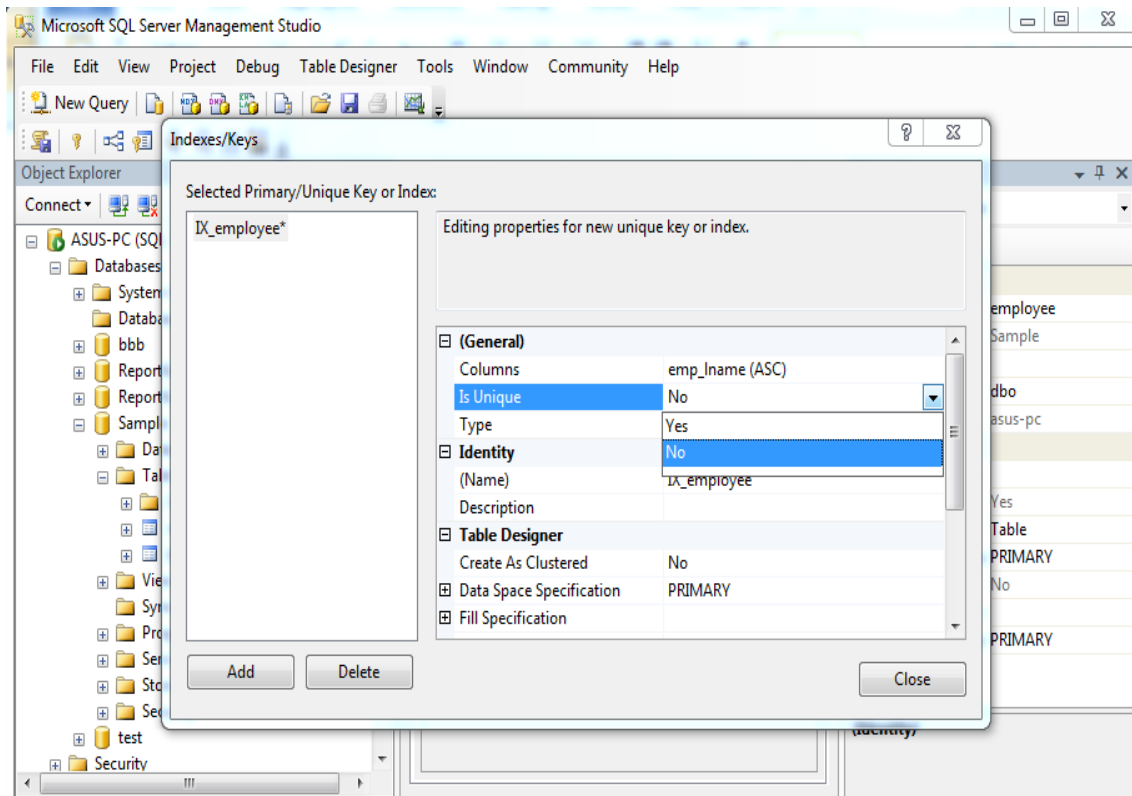 Microsoft SQL Server Management Studio
File Edit View Project Debug Table Designer Tools Window Community Help
New Query
Indexes/Keys
Object Explorer
Connect
Selected Primary/Unique Key or Index:
IX_employee*
Editing properties for new unique key or index.
ASUS-PC (SQL
Databases
System
Databa
bbb
Report
Report
Sampl
Da
Tal
Vie
Syn
Pro
Ser
Sto
Sec
test
Security
(General)
Columns emp_lname (ASC)
Is Unique No
Type Yes
Identity No
(Name) IX_employee
Description
Table Designer
Create As Clustered No
Data Space Specification PRIMARY
Fill Specification
Add Delete
Close
employee
Sample
dbo
asus-pc
Yes
Table
PRIMARY
No
PRIMARY
(Identity)